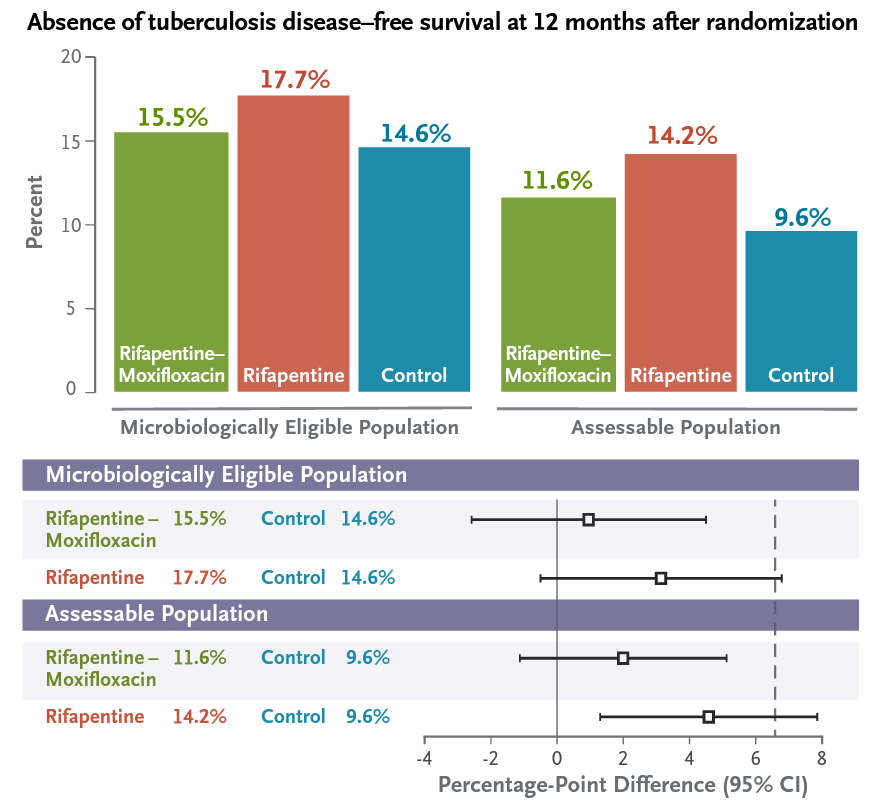 Absence of tuberculosis disease–free survival at 12 months after randomization
Percent
20
15
10
5
0
15.5%
17.7%
14.6%
11.6%
14.2%
9.6%
Rifapentine–
Moxifloxacin
Rifapentine
Control
Rifapentine–
Moxifloxacin
Rifapentine
Control
Microbiologically Eligible Population
Assessable Population
Microbiologically Eligible Population
Rifapentine – 15.5% Control 14.6%
Moxifloxacin
Rifapentine 17.7% Control 14.6%
Assessable Population
Rifapentine – 11.6% Control 9.6%
Moxifloxacin
Rifapentine 14.2% Control 9.6%
-4 -2 0 2 4 6 8
Percentage-Point Difference (95% CI)